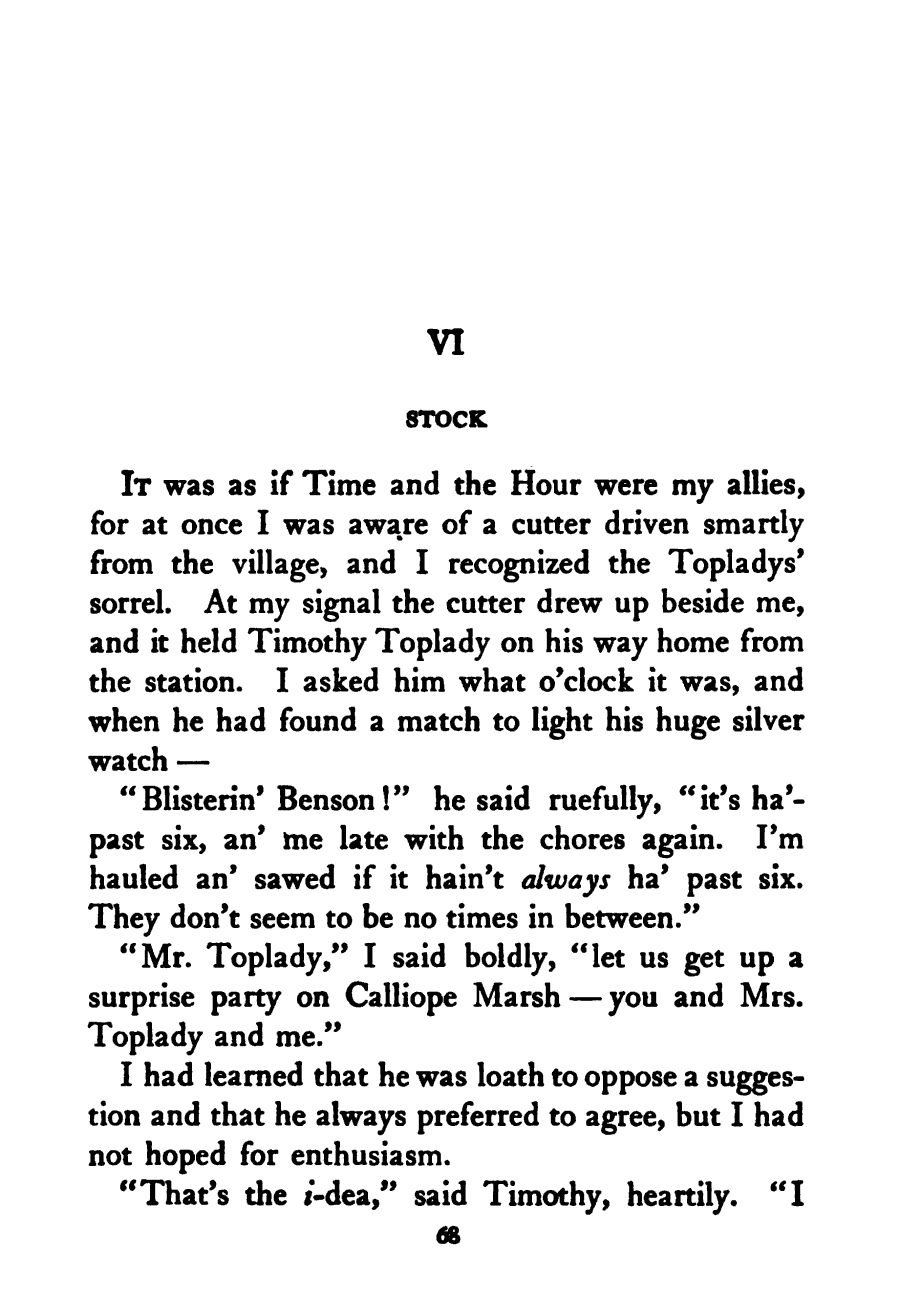 VI
STOCK
It was as if Time and the Hour were my allies,
for at once I was aware of a cutter driven smartly
from the village, and I recognized the Topladys'
sorrel. At my signal the cutter drew up beside me,
and it held Timothy Toplady on his way home from
the station. I asked him what o'clock it was, and
when he had found a match to light his huge silver
watch —
"Blisterin' Benson!" he said ruefully, "it's ha'-
past six, an' me late with the chores again. I'm
hauled an' sawed if it hain't always ha' past six.
They don't seem to be no times in between."
"Mr. Toplady," I said boldly, "let us get up a
surprise party on Calliope Marsh — you and Mrs.
Toplady and me."
I had learned that he was loath to oppose a sugges-
tion and that he always preferred to agree, but I had
not hoped for enthusiasm.
"That's the i-dea," said Timothy, heartily. "I
68